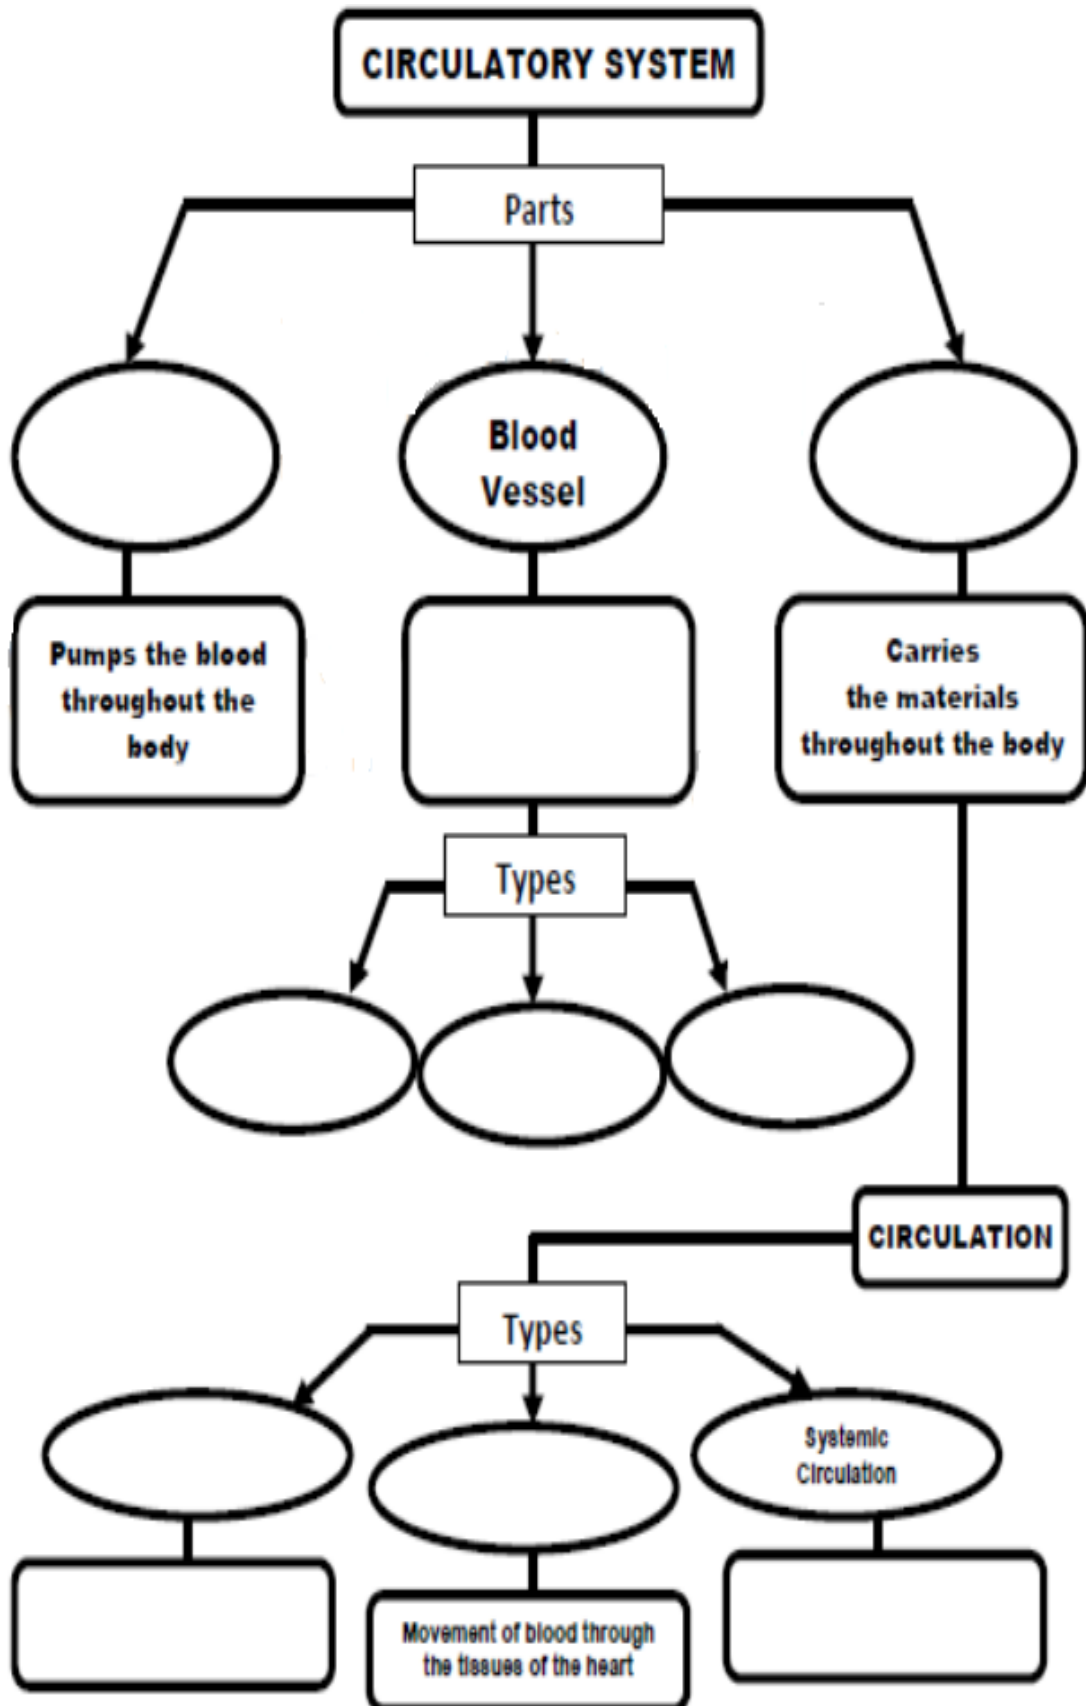 CIRCULATORY SYSTEM
Parts
Blood
Vessel
Pumps the blood
throughout the
body
Carries
the materials
throughout the body
Types
CIRCULATION
Types
Systemic
Circulation
Movement of blood through
the tissues of the heart